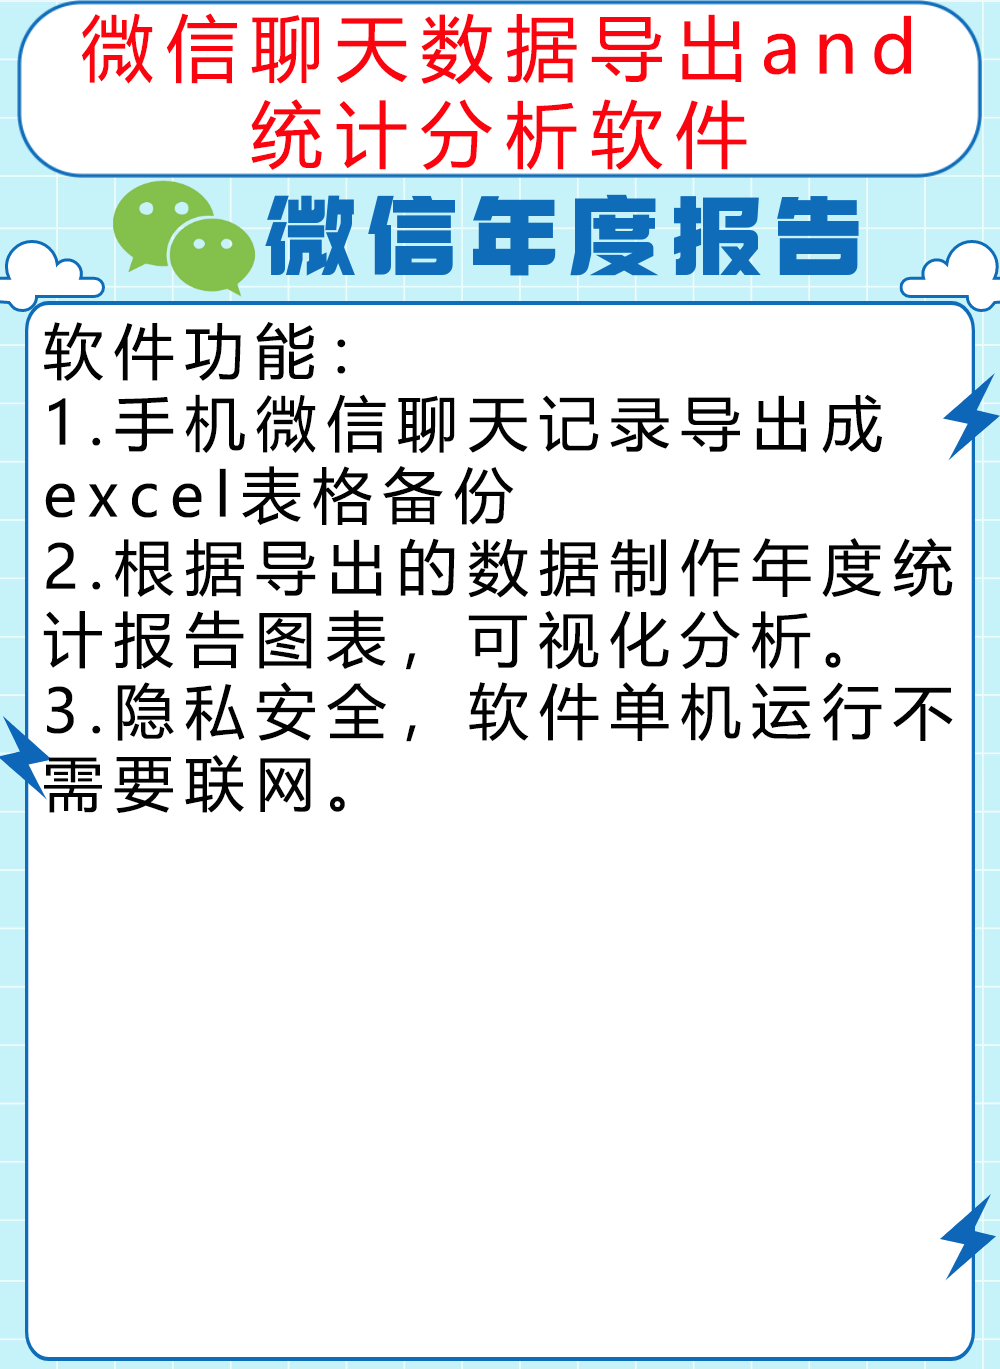 微信聊天数据导出and
统计分析软件
微信年度报告
软件功能：
1.手机微信聊天记录导出成
excel表格备份
2.根据导出的数据制作年度统
计报告图表，可视化分析。
3.隐私安全，软件单机运行不
需要联网。